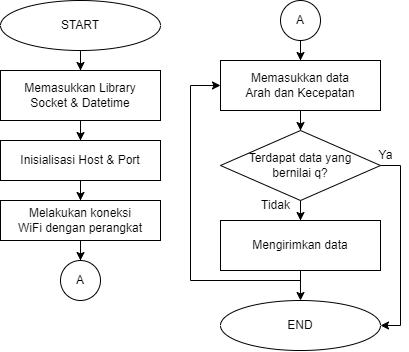 START
Memasukkan Library
Socket & Datetime
Inisialisasi Host & Port
Melakukan koneksi
WiFi dengan perangkat
A
A
Memasukkan data
Arah dan Kecepatan
Terdapat data yang
bernilai q?
Ya
Tidak
Mengirimkan data
END